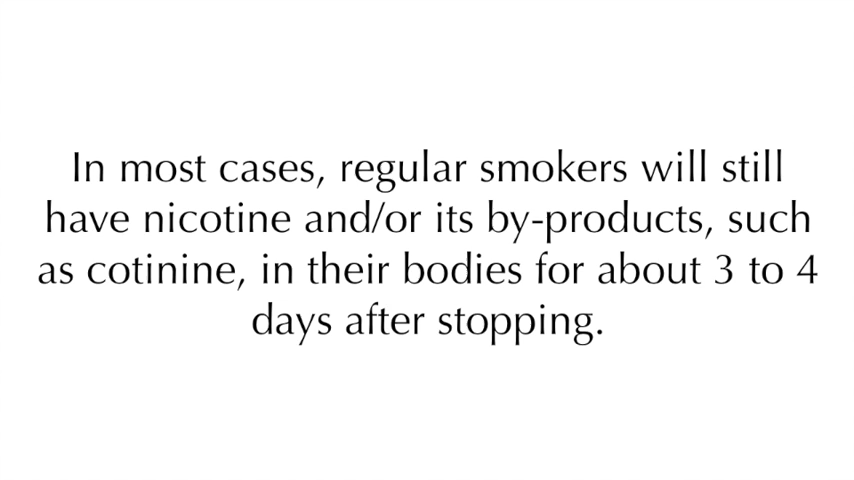 In most cases, regular smokers will still
have nicotine and/or its by-products, such
as cotinine, in their bodies for about 3 to 4
days after stopping.